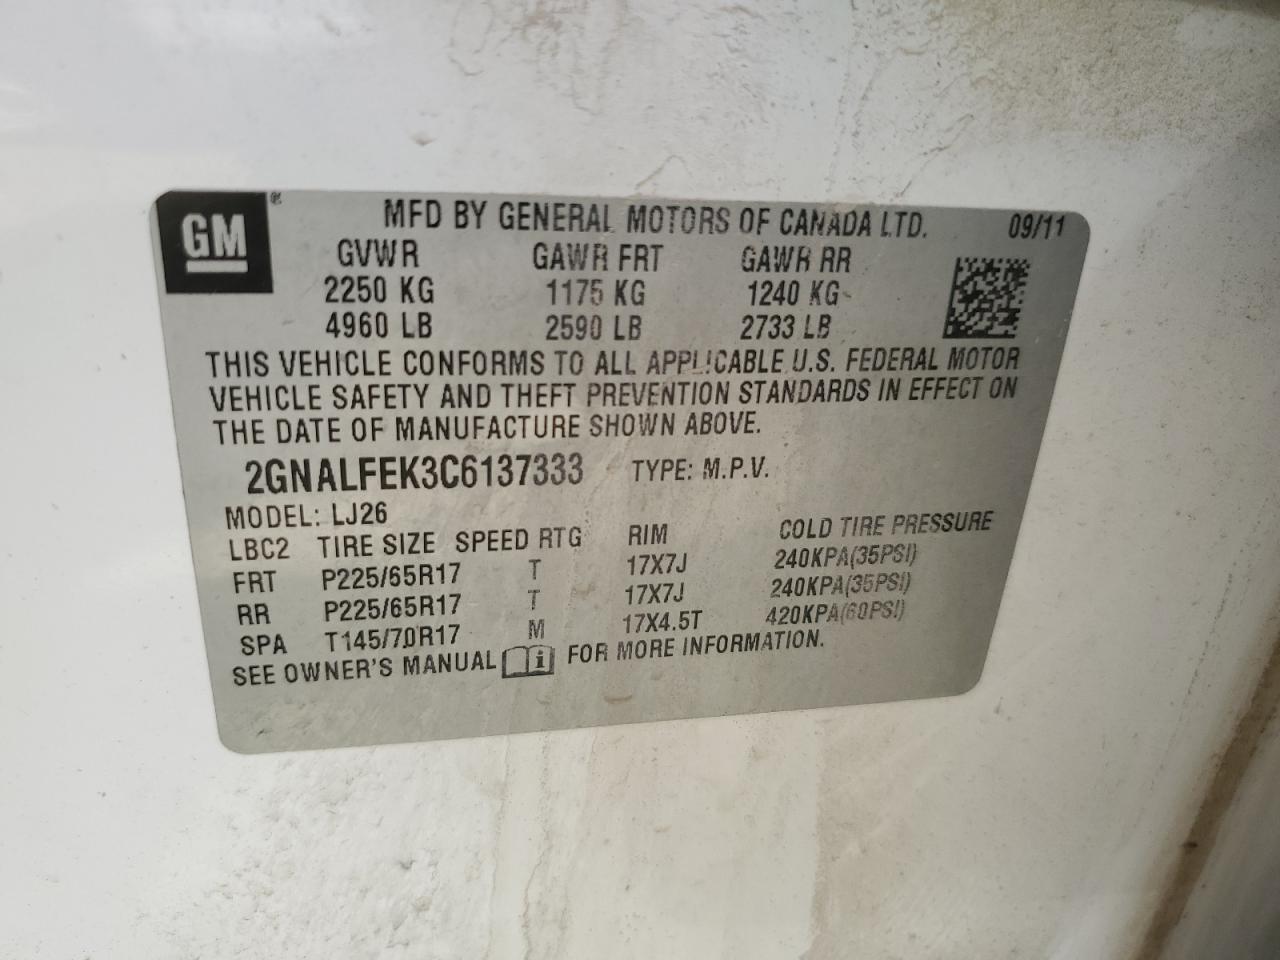 GM® MFD BY GENERAL MOTORS OF CANADA LTD. 09/11
GVWR GAWR FRT GAWR RR
2250 KG 1175 KG 1240 KG
4960 LB 2590 LB 2733 LB
THIS VEHICLE CONFORMS TO ALL APPLICABLE U.S. FEDERAL MOTOR
VEHICLE SAFETY AND THEFT PREVENTION STANDARDS IN EFFECT ON
THE DATE OF MANUFACTURE SHOWN ABOVE.
2GNALFEK3C6137333 TYPE: M.P.V.
MODEL: LJ26
LBC2 TIRE SIZE SPEED RTG RIM COLD TIRE PRESSURE
FRT P225/65R17 T 17X7J 240KPA(35PSI)
RR P225/65R17 T 17X7J 240KPA(35PSI)
SPA T145/70R17 M 17X4.5T 420KPA(60PSI)
SEE OWNER'S MANUAL i FOR MORE INFORMATION.